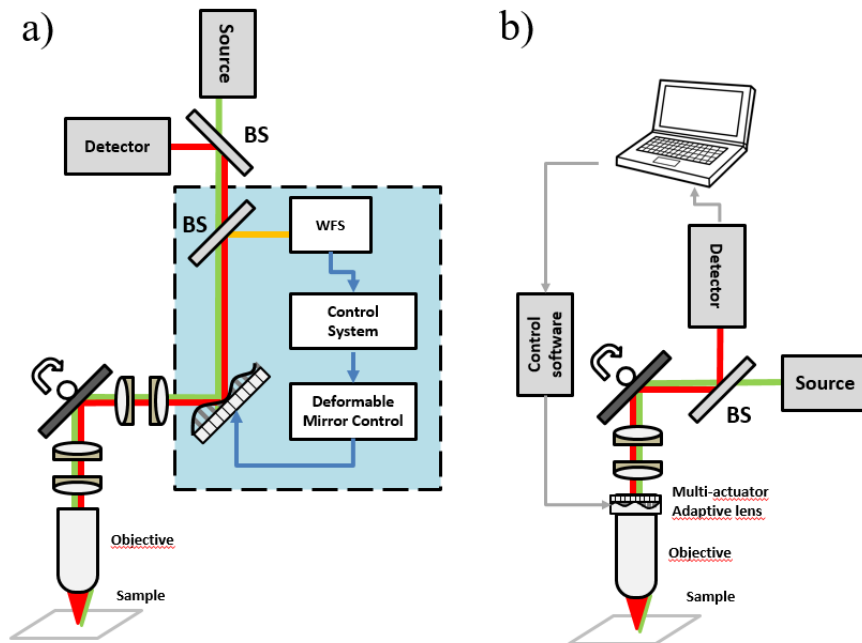 a)
Source
BS
Detector
BS
WFS
Control
System
Deformable
Mirror Control
Objective
Sample
b)
Detector
Control
software
Source
BS
Multi-actuator
Adaptive lens
Objective
Sample